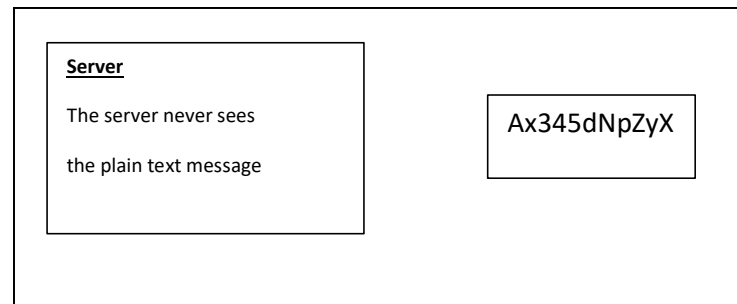 Server
The server never sees
the plain text message
Ax345dNpZyX